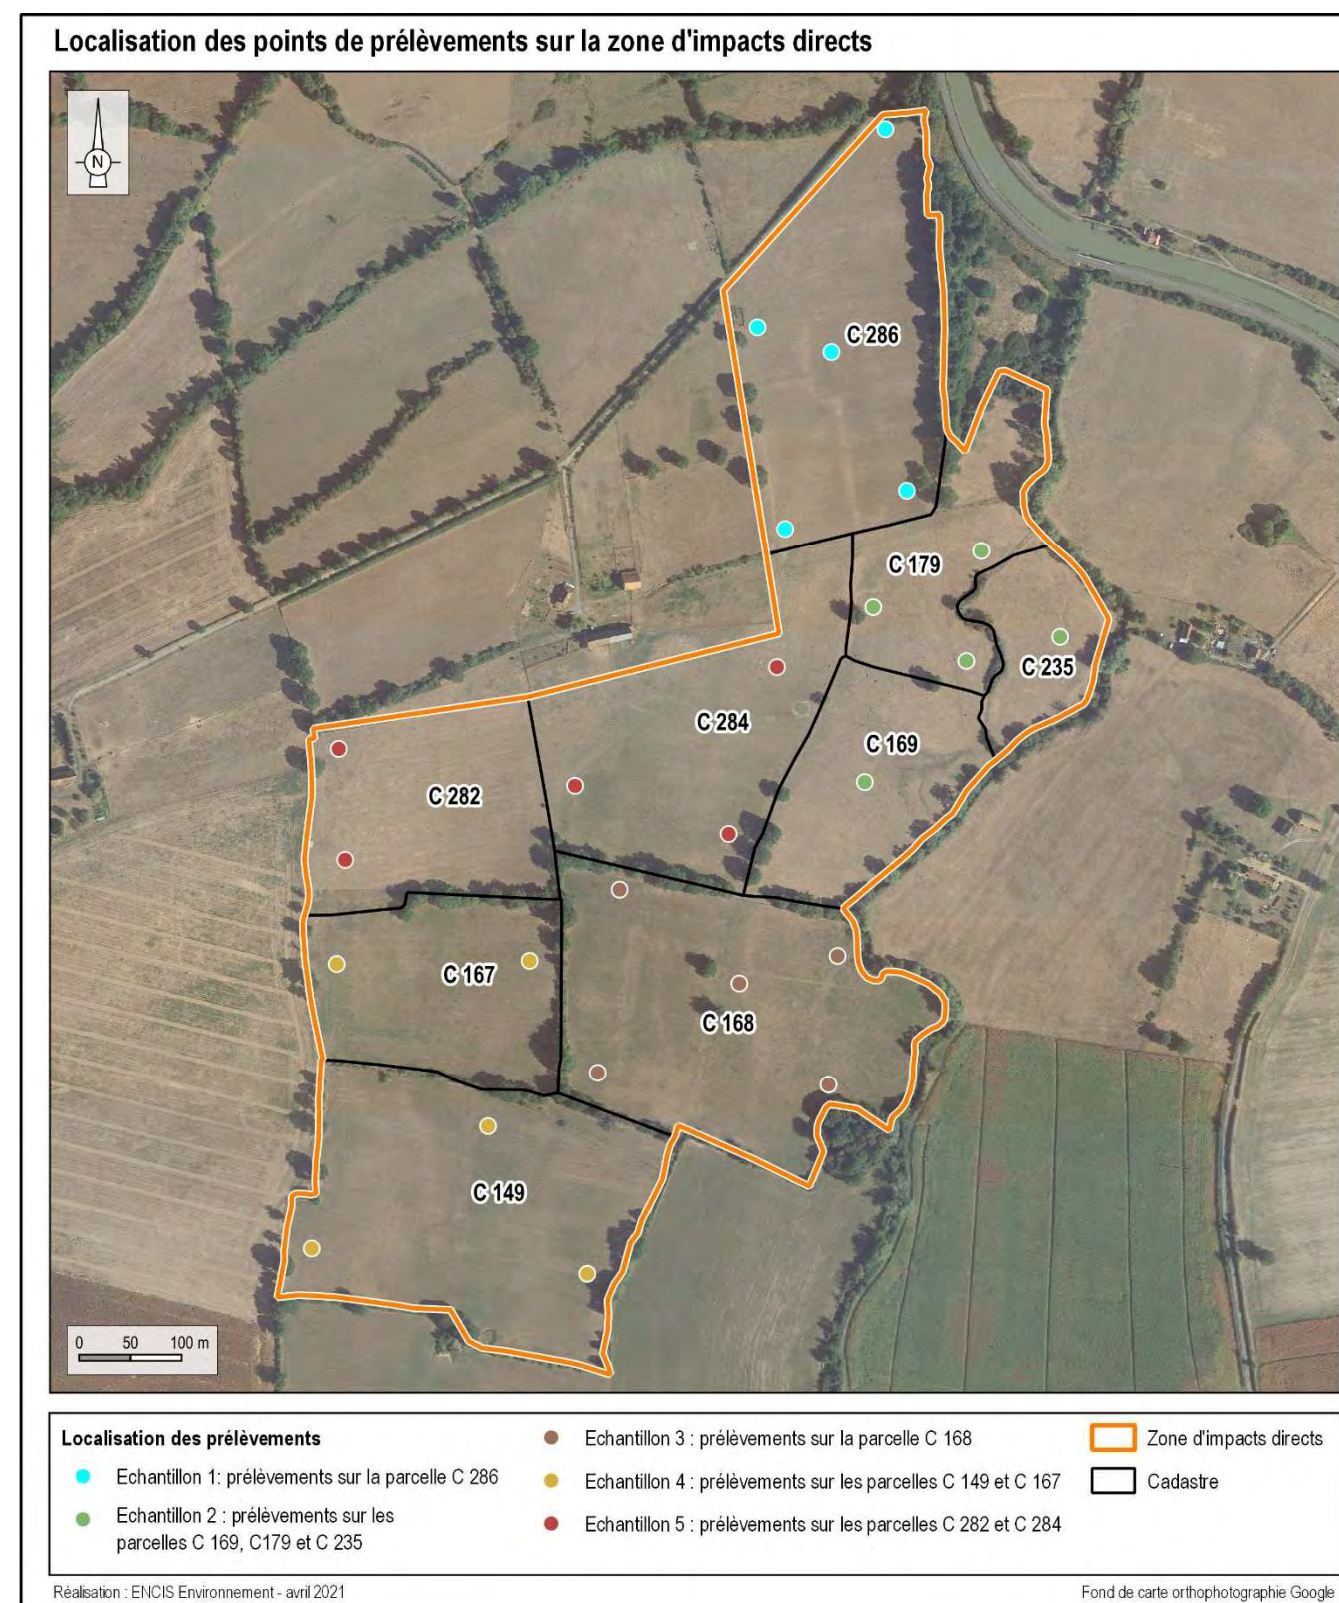 Localisation des points de prélèvements sur la zone d'impacts directs
N
C 286
C 179
C 235
C 284
C 169
C 282
C 167
C 168
C 149
0 50 100 m
Localisation des prélèvements
Echantillon 1: prélèvements sur la parcelle C 286
Echantillon 2 : prélèvements sur les
parcelles C 169, C179 et C 235
Echantillon 3 : prélèvements sur la parcelle C 168
Echantillon 4 : prélèvements sur les parcelles C 149 et C 167
Echantillon 5 : prélèvements sur les parcelles C 282 et C 284
Zone d'impacts directs
Cadastre
Réalisation : ENCIS Environnement - avril 2021
Fond de carte orthophotographie Google